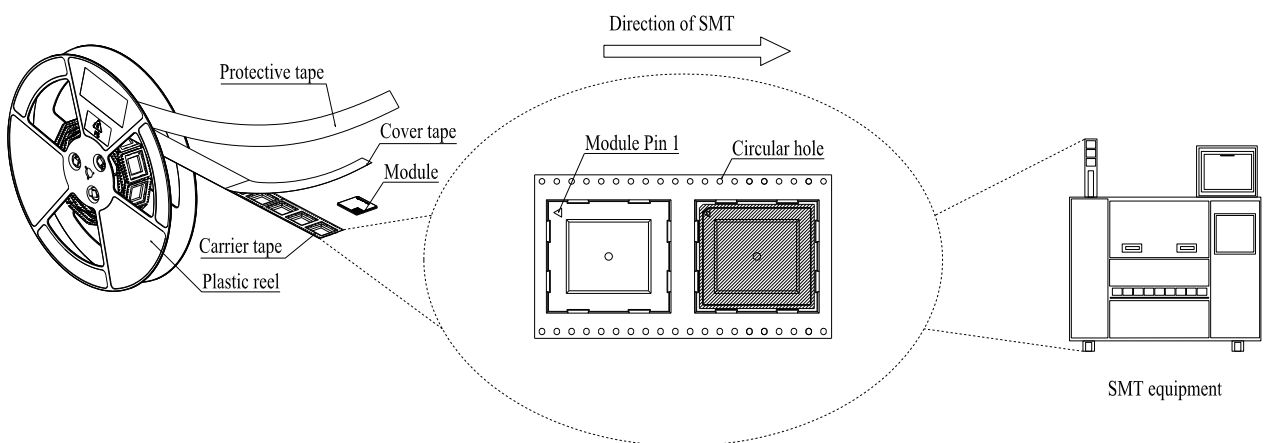 Direction of SMT
Protective tape
Cover tape
Module
Carrier tape
Plastic reel
Module Pin 1
Circular hole
SMT equipment